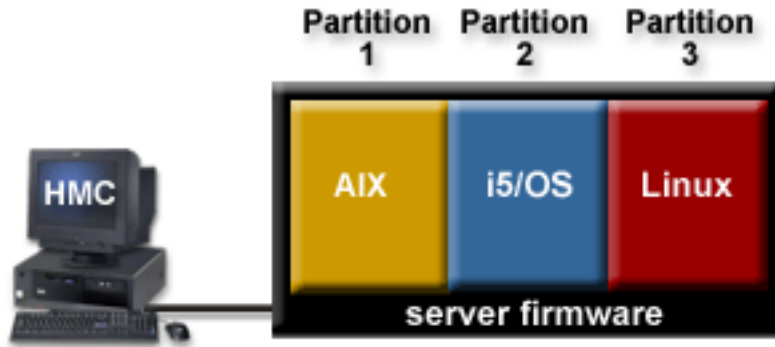 Partition 1
Partition 2
Partition 3
HMC
AIX
i5/OS
Linux
server firmware